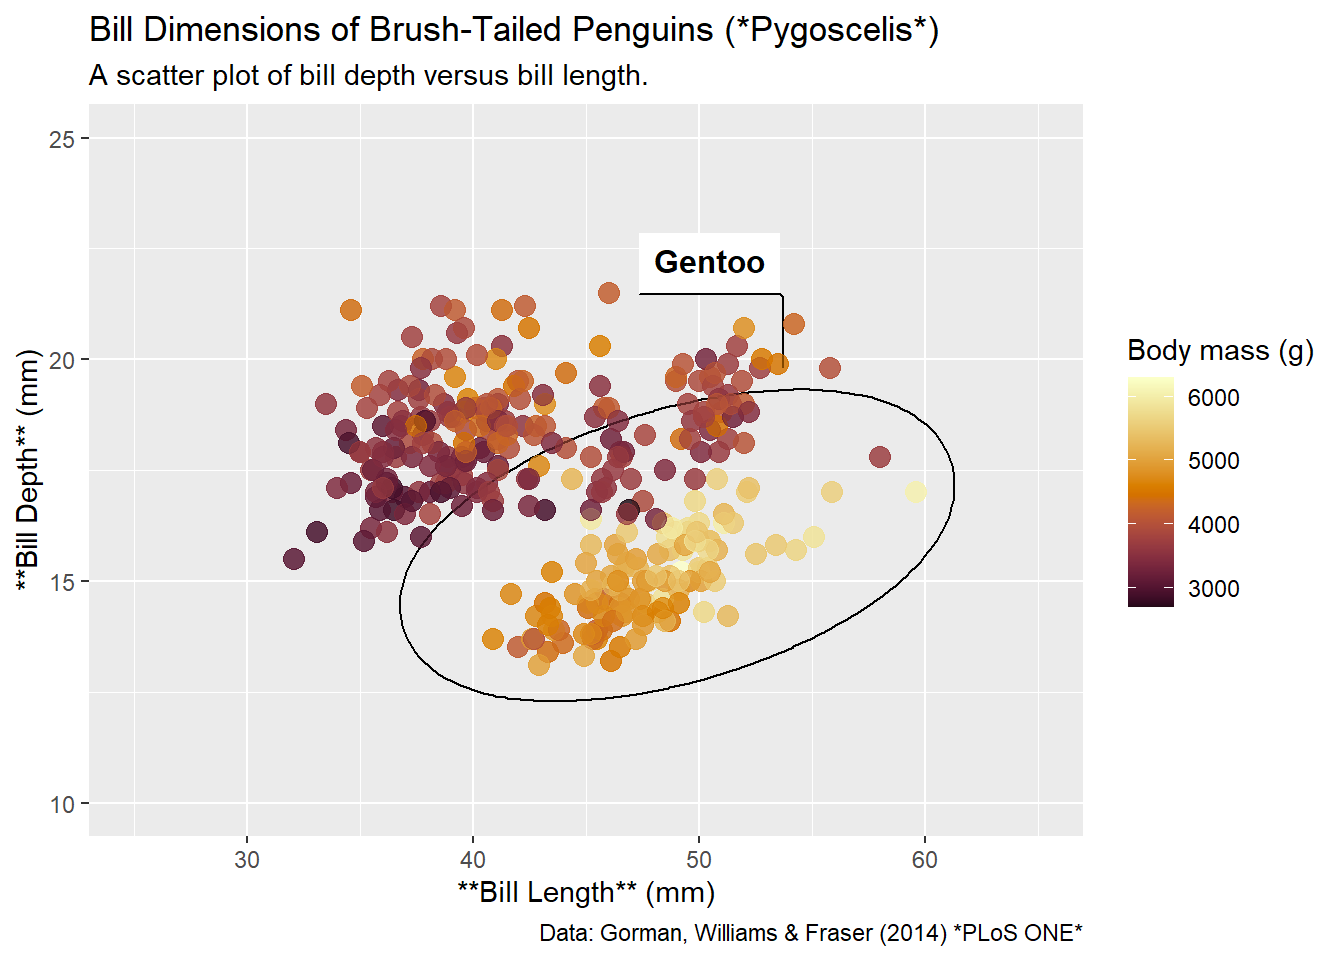 Bill Dimensions of Brush-Tailed Penguins (*Pygoscelis*)
A scatter plot of bill depth versus bill length.
25
20
15
10
**Bill Depth** (mm)
Gentoo
30
40
50
60
**Bill Length** (mm)
Body mass (g)
6000
5000
4000
3000
Data: Gorman, Williams & Fraser (2014) *PLoS ONE*